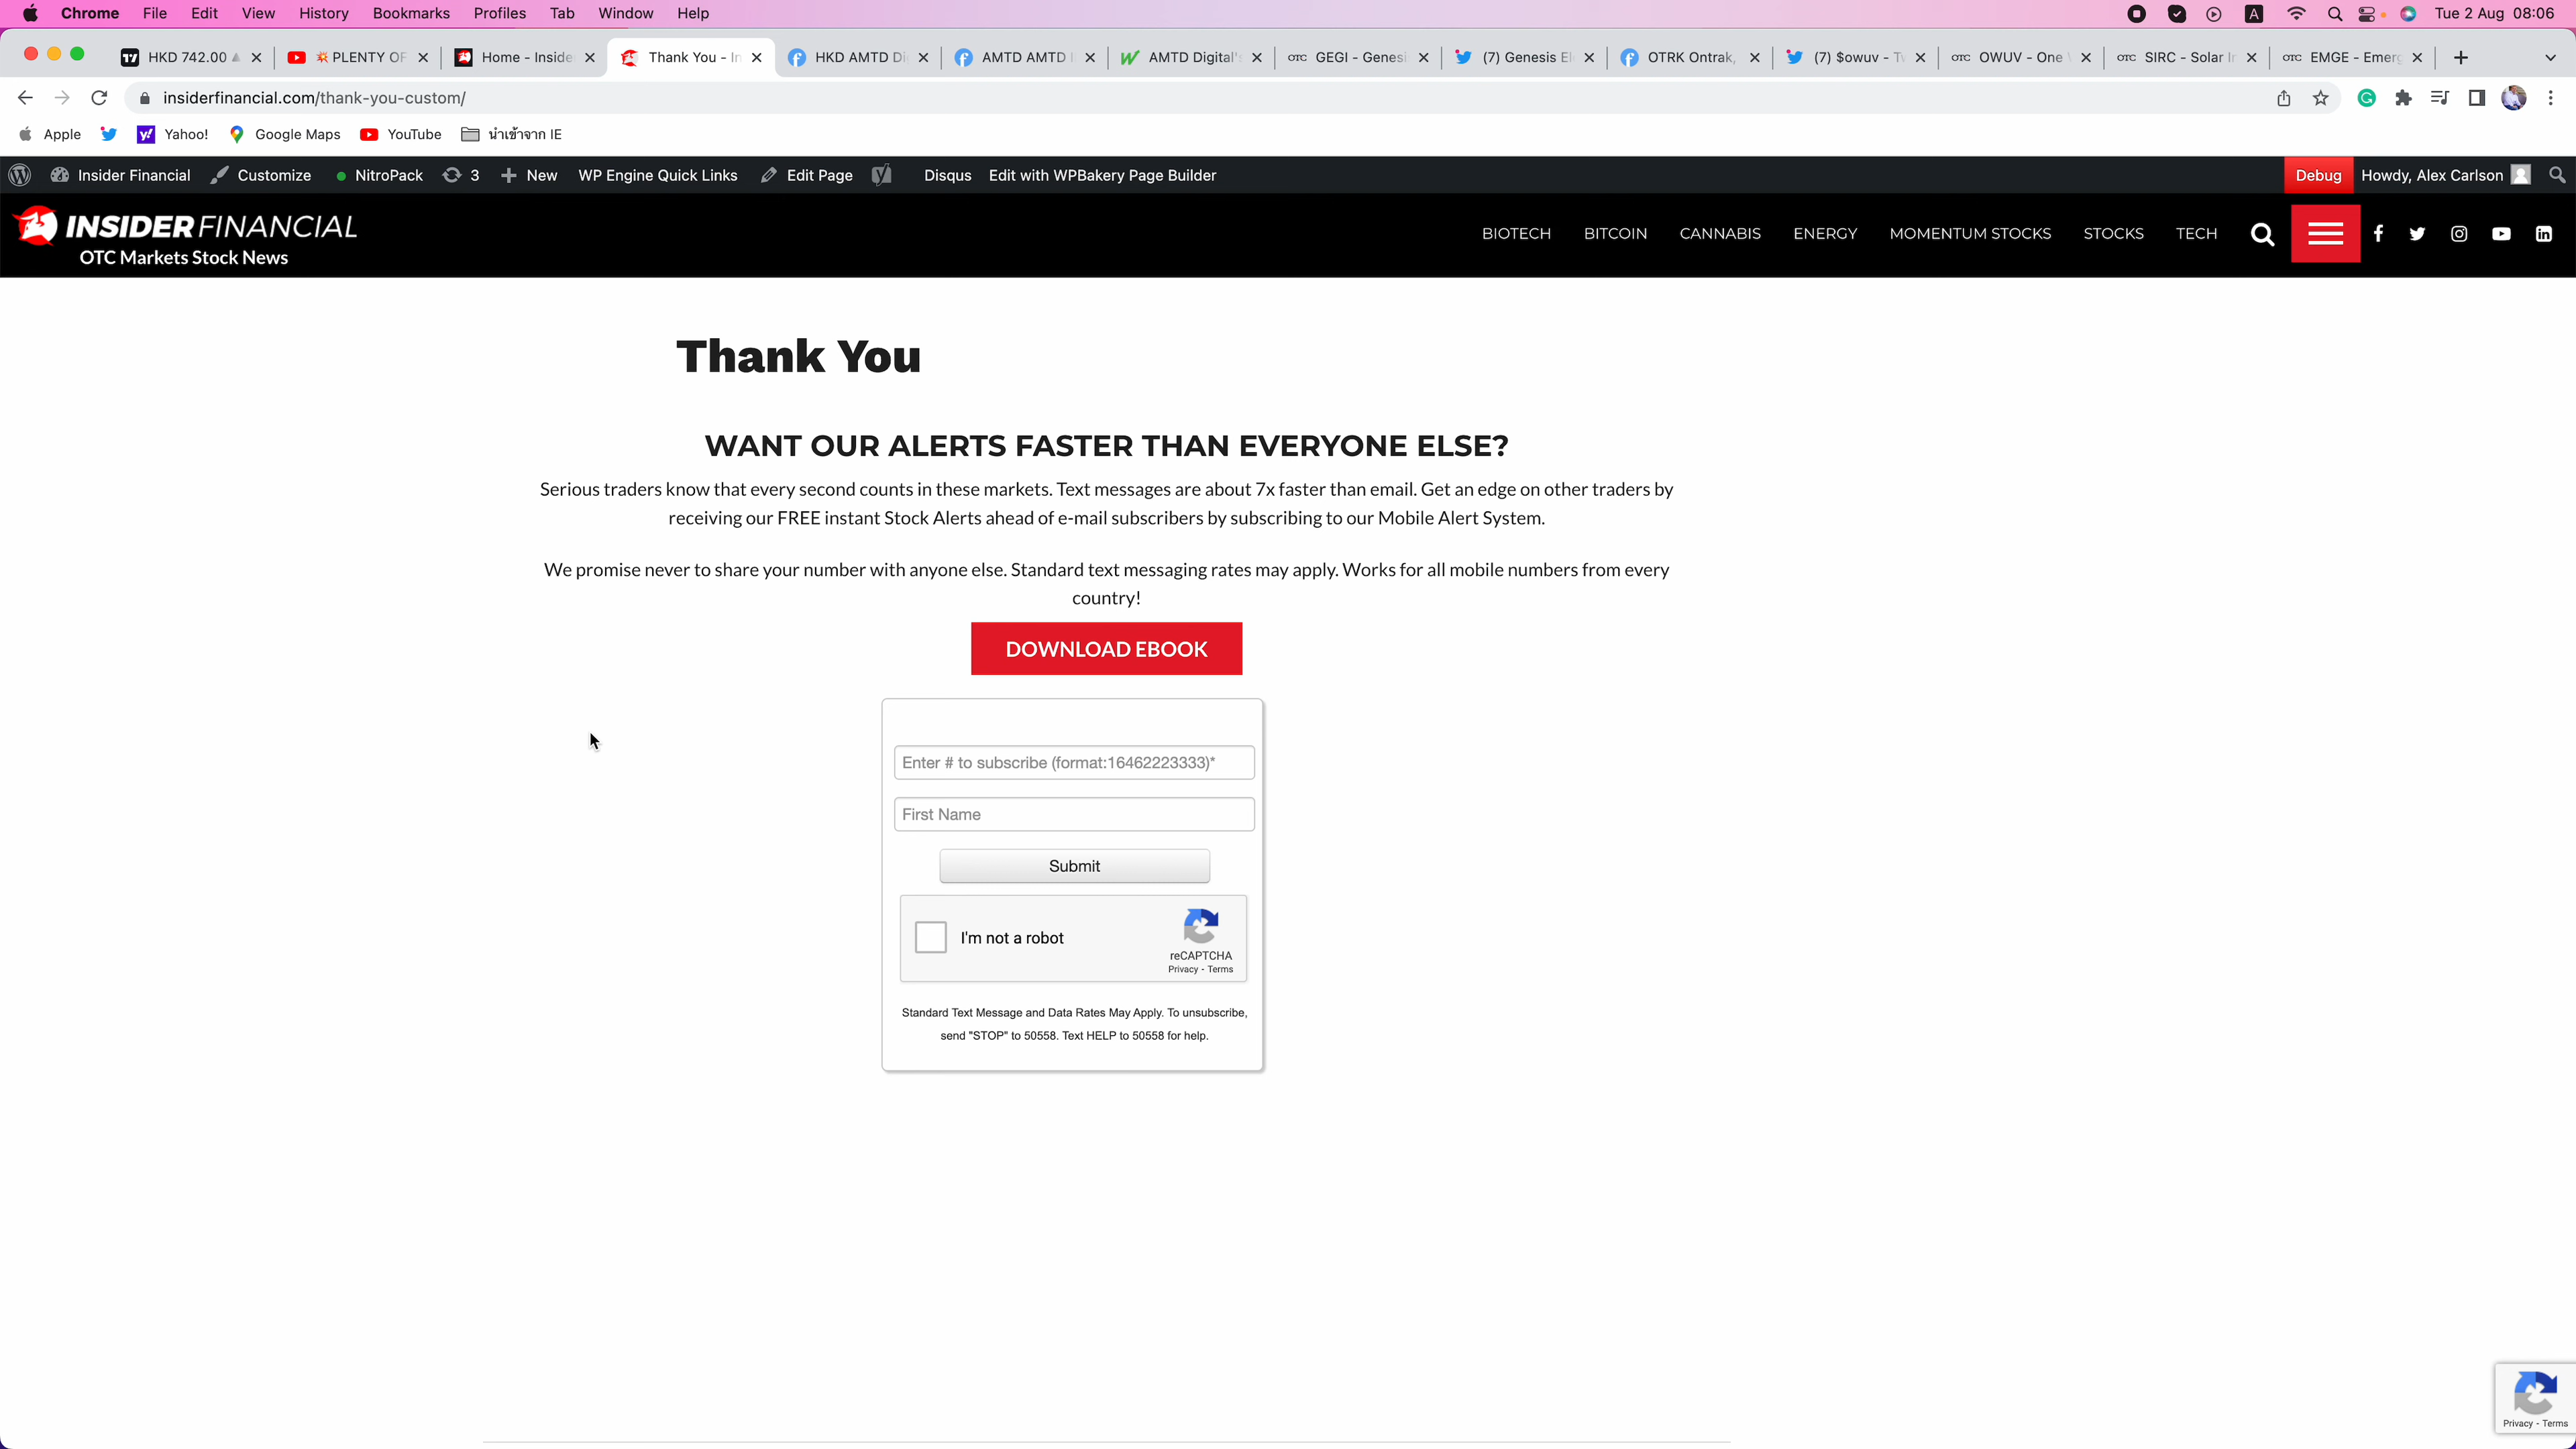 Chrome File Edit View History Bookmarks Profiles Tab Window Help Tue 2 Aug 08:06
HKD 742.00 PLENTY OF Home - Inside Thank You - In HKD AMTD Di AMTD AMTD AMTD Digital's GEGI - Genesi (7) Genesis El OTRK Ontrak, (7) $owuv - Tw OWUV - One SIRC - Solar In EMGE - Emerg
insiderfinancial.com/thank-you-custom/
Apple Yahoo! Google Maps YouTube นำเข้าจาก IE
Insider Financial Customize NitroPack 3 New WP Engine Quick Links Edit Page Disqus Edit with WPBakery Page Builder Debug Howdy, Alex Carlson
INSIDER FINANCIAL
OTC Markets Stock News
BIOTECH BITCOIN CANNABIS ENERGY MOMENTUM STOCKS STOCKS TECH
Thank You
WANT OUR ALERTS FASTER THAN EVERYONE ELSE?
Serious traders know that every second counts in these markets. Text messages are about 7x faster than email. Get an edge on other traders by
receiving our FREE instant Stock Alerts ahead of e-mail subscribers by subscribing to our Mobile Alert System.
We promise never to share your number with anyone else. Standard text messaging rates may apply. Works for all mobile numbers from every
country!
DOWNLOAD EBOOK
Enter # to subscribe (format:16462223333)*
First Name
Submit
I'm not a robot
reCAPTCHA
Privacy - Terms
Standard Text Message and Data Rates May Apply. To unsubscribe,
send "STOP" to 50558. Text HELP to 50558 for help.
Privacy - Terms